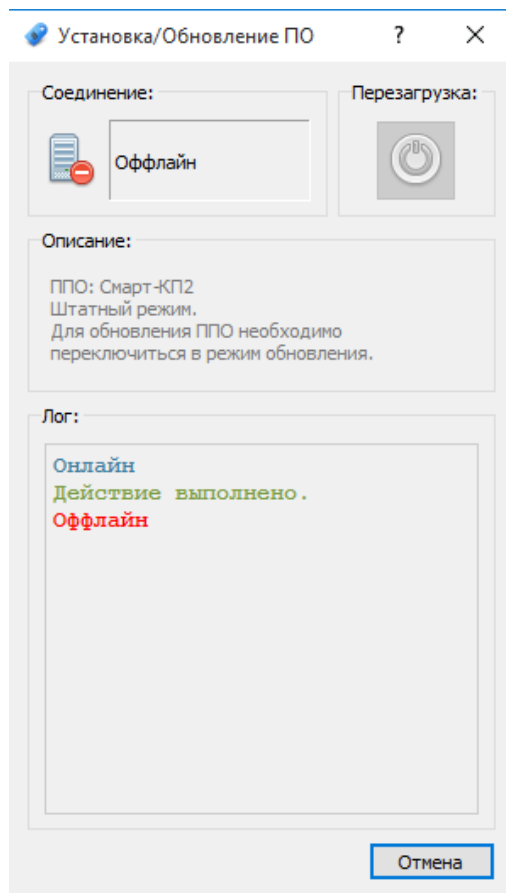 Установка/Обновление ПО ? ×
Соединение: Перезагрузка:
Оффлайн
Описание:
ППО: Смарт-КП2
Штатный режим.
Для обновления ППО необходимо
переключиться в режим обновления.
Лог:
Онлайн
Действие выполнено.
Оффлайн
Отмена